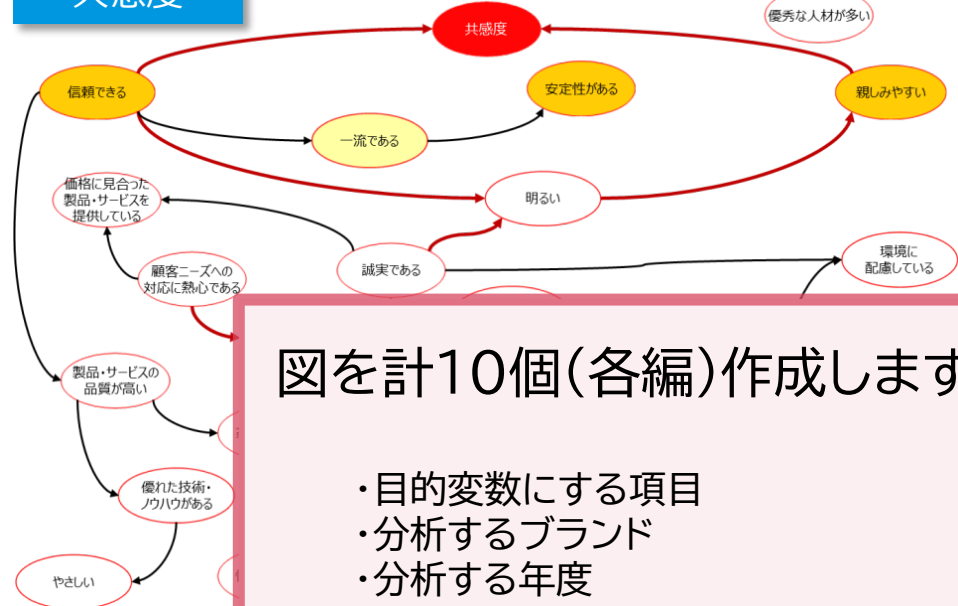 共感度
優秀な人材が多い
共感度
信頼できる
安定性がある
親しみやすい
一流である
価格に見合った
製品・サービスを
提供している
明るい
誠実である
環境に
配慮している
顧客ニーズへの
対応に熱心である
図を計10個(各編)作成します
製品・サービスの
品質が高い
・目的変数にする項目
優れた技術・
ノウハウがある
・分析するブランド
・分析する年度
やさしい